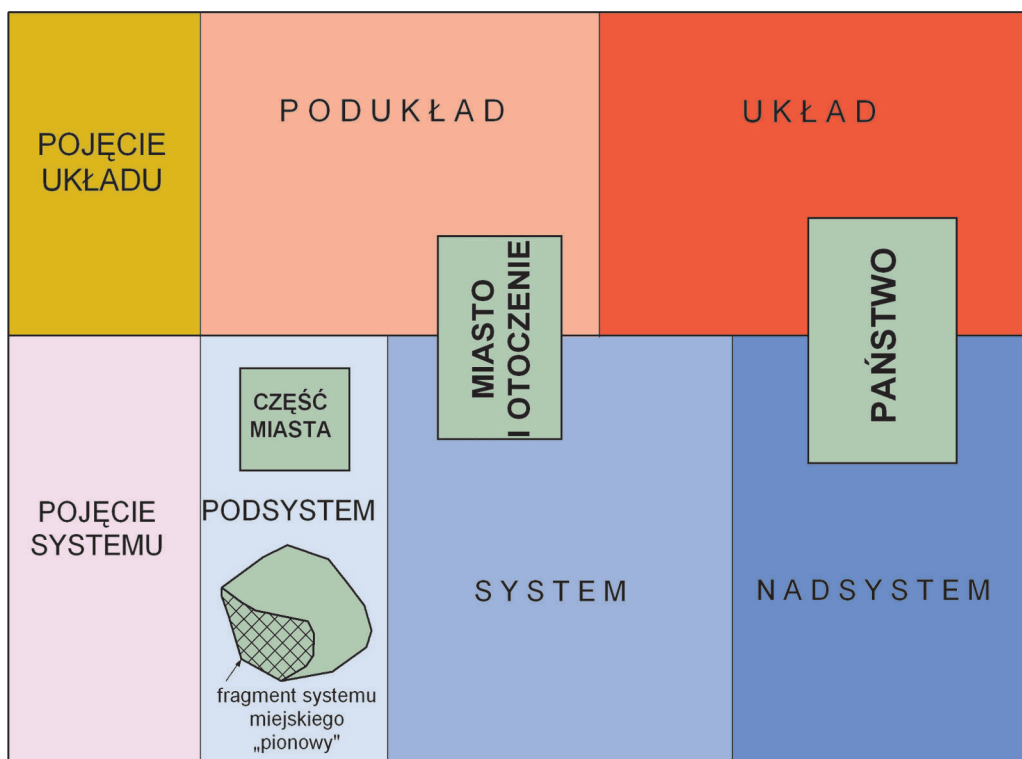 POJĘCIE
UKŁADU
PODUKŁAD
UKŁAD
MIASTO
I OTOCZENIE
PAŃSTWO
POJĘCIE
SYSTEMU
CZĘŚĆ
MIASTA
PODSYSTEM
fragment systemu
miejskiego
„pionowy”
SYSTEM
NADSYSTEM